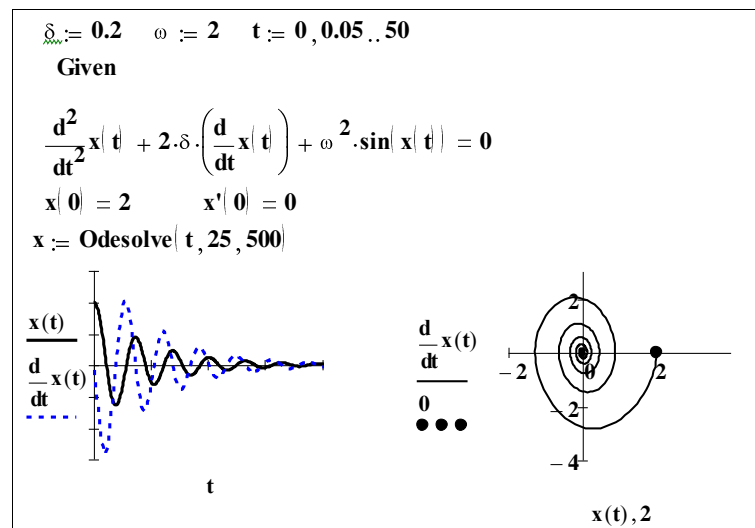 δ := 0.2 ω := 2 t := 0 , 0.05 .. 50
Given
d²/dt² x(t) + 2·δ·(d/dt x(t)) + ω²·sin(x(t)) = 0
x(0) = 2 x'(0) = 0
x := Odesolve(t , 25 , 500)
x(t)
d/dt x(t)
t
d/dt x(t)
0
2
−2 0 2
−2
−4
x(t) , 2